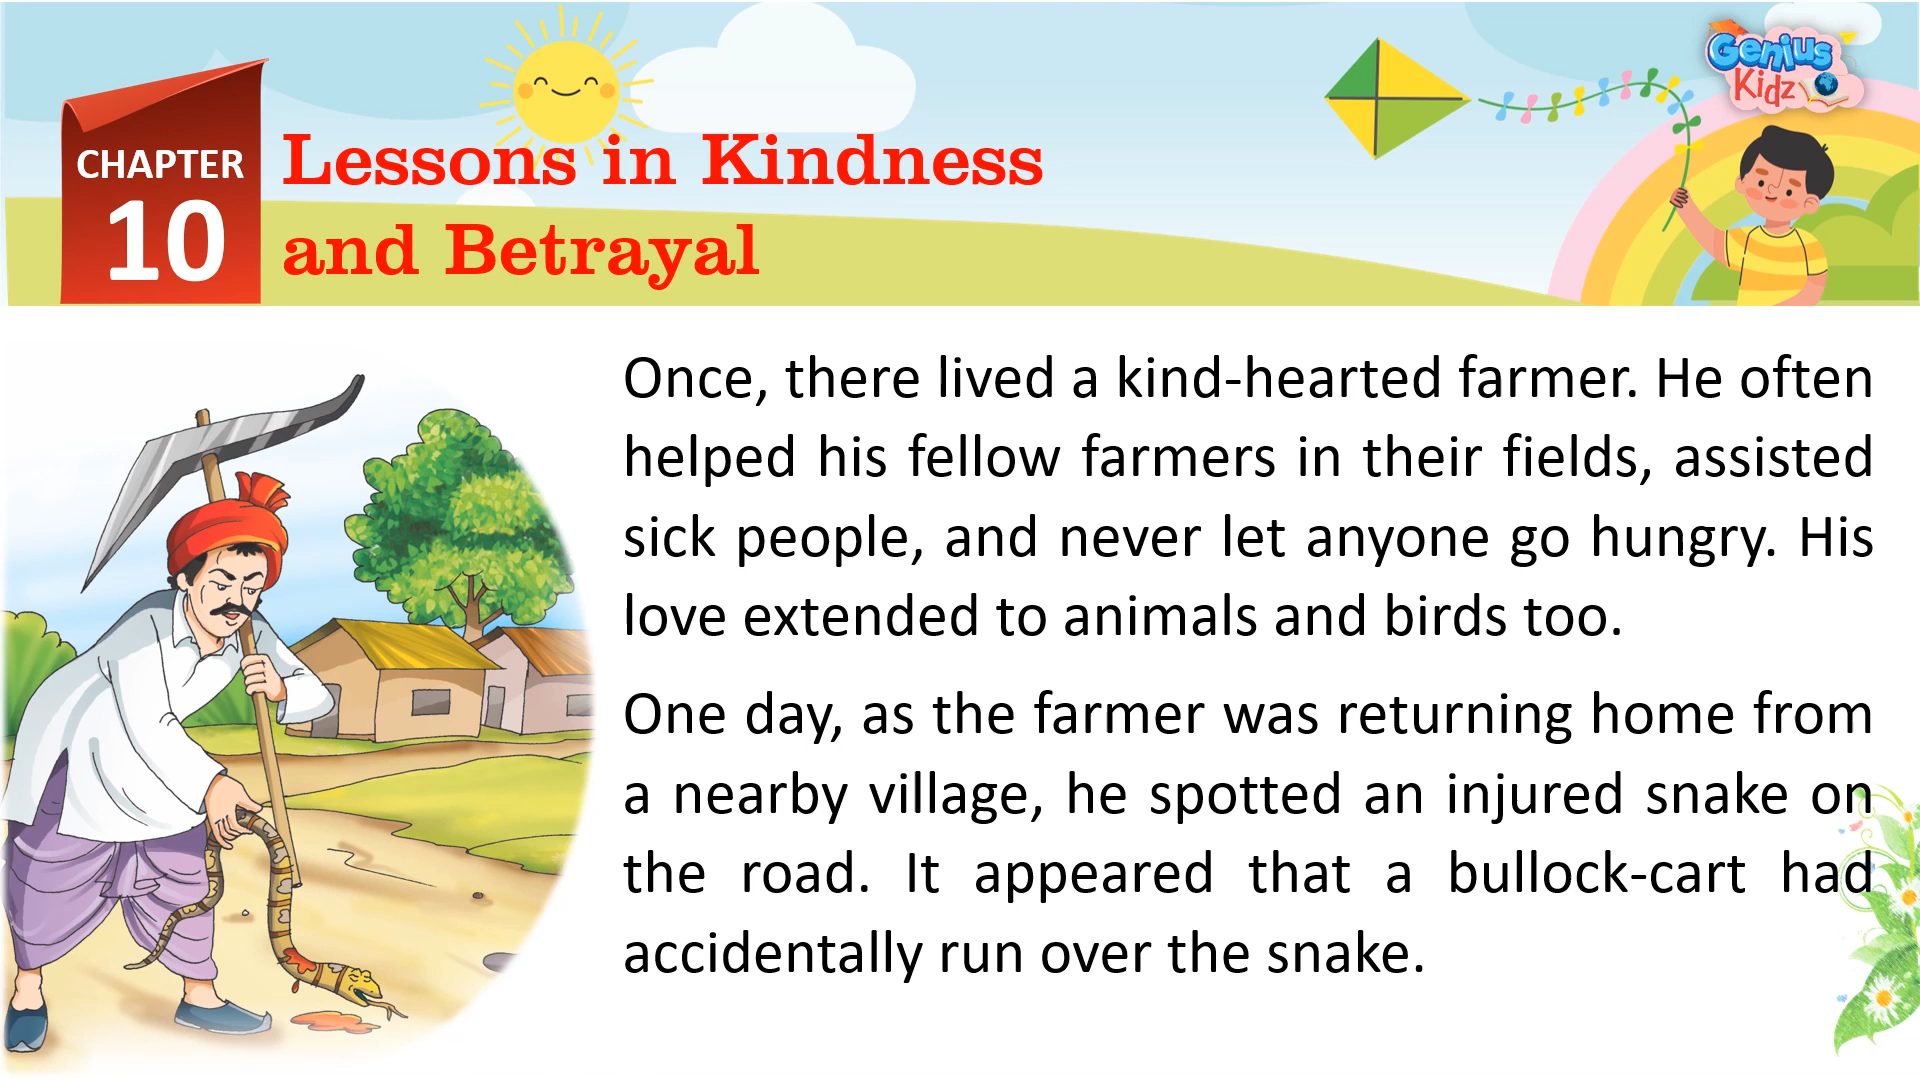 Genius
Kidz
CHAPTER
10
Lessons in Kindness
and Betrayal
Once, there lived a kind-hearted farmer. He often
helped his fellow farmers in their fields, assisted
sick people, and never let anyone go hungry. His
love extended to animals and birds too.
One day, as the farmer was returning home from
a nearby village, he spotted an injured snake on
the road. It appeared that a bullock-cart had
accidentally run over the snake.